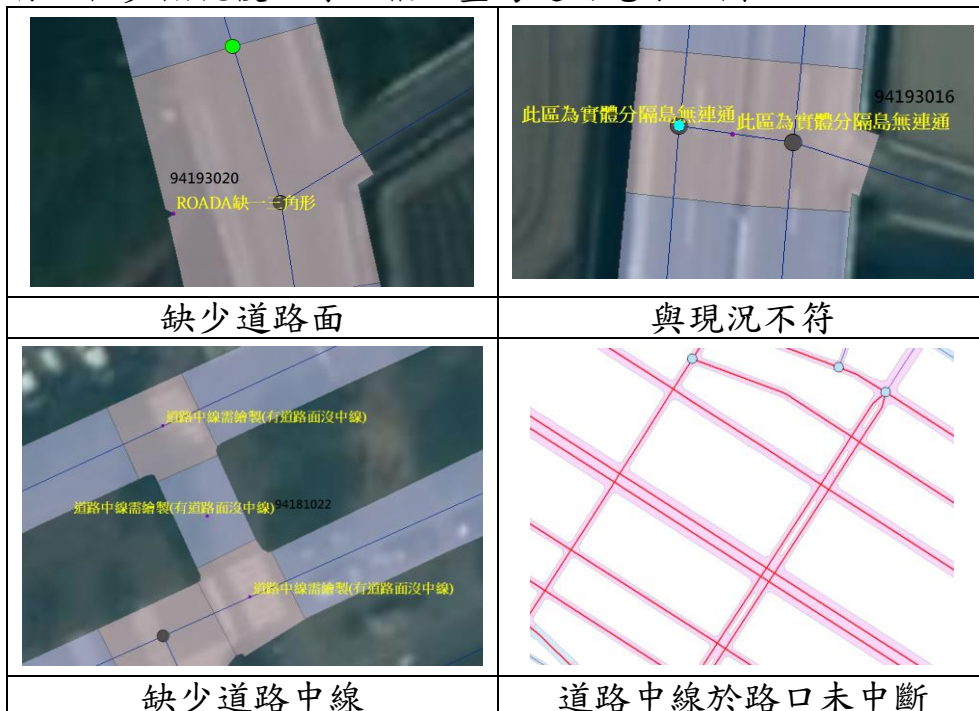 94193020
ROADA缺一三角形
94193016
此區為實體分隔島無連通
此區為實體分隔島無連通
缺少道路面
與現況不符
道路中線需繪製(有道路面沒中線)
道路中線需繪製(有道路面沒中線)
94181022
道路中線需繪製(有道路面沒中線)
缺少道路中線
道路中線於路口未中斷